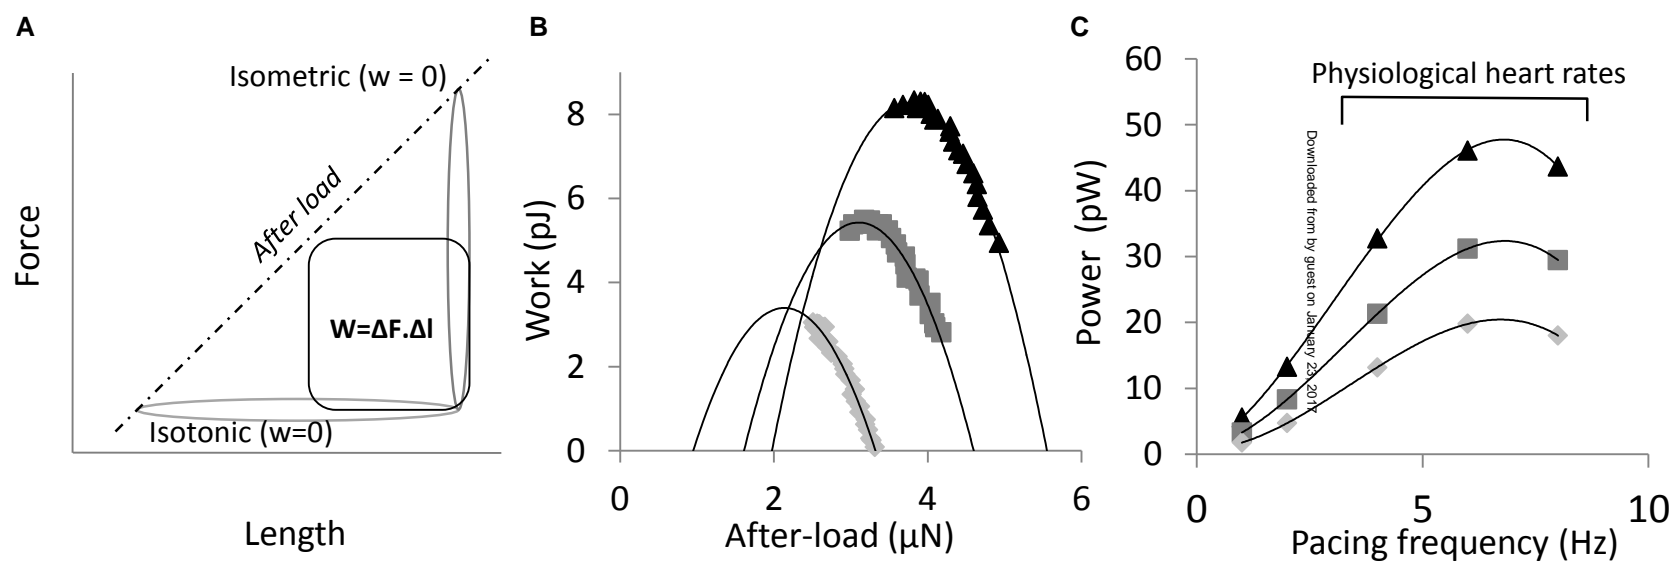 A
Isometric (w = 0)
After load
Force
W=ΔF.Δl
Isotonic (w=0)
Length
B
8
6
4
2
0
Work (pJ)
0 2 4 6
After-load (µN)
C
60
50
40
30
20
10
0
Power (pW)
Physiological heart rates
Downloaded from by guest on January 23, 2017
0 5 10
Pacing frequency (Hz)